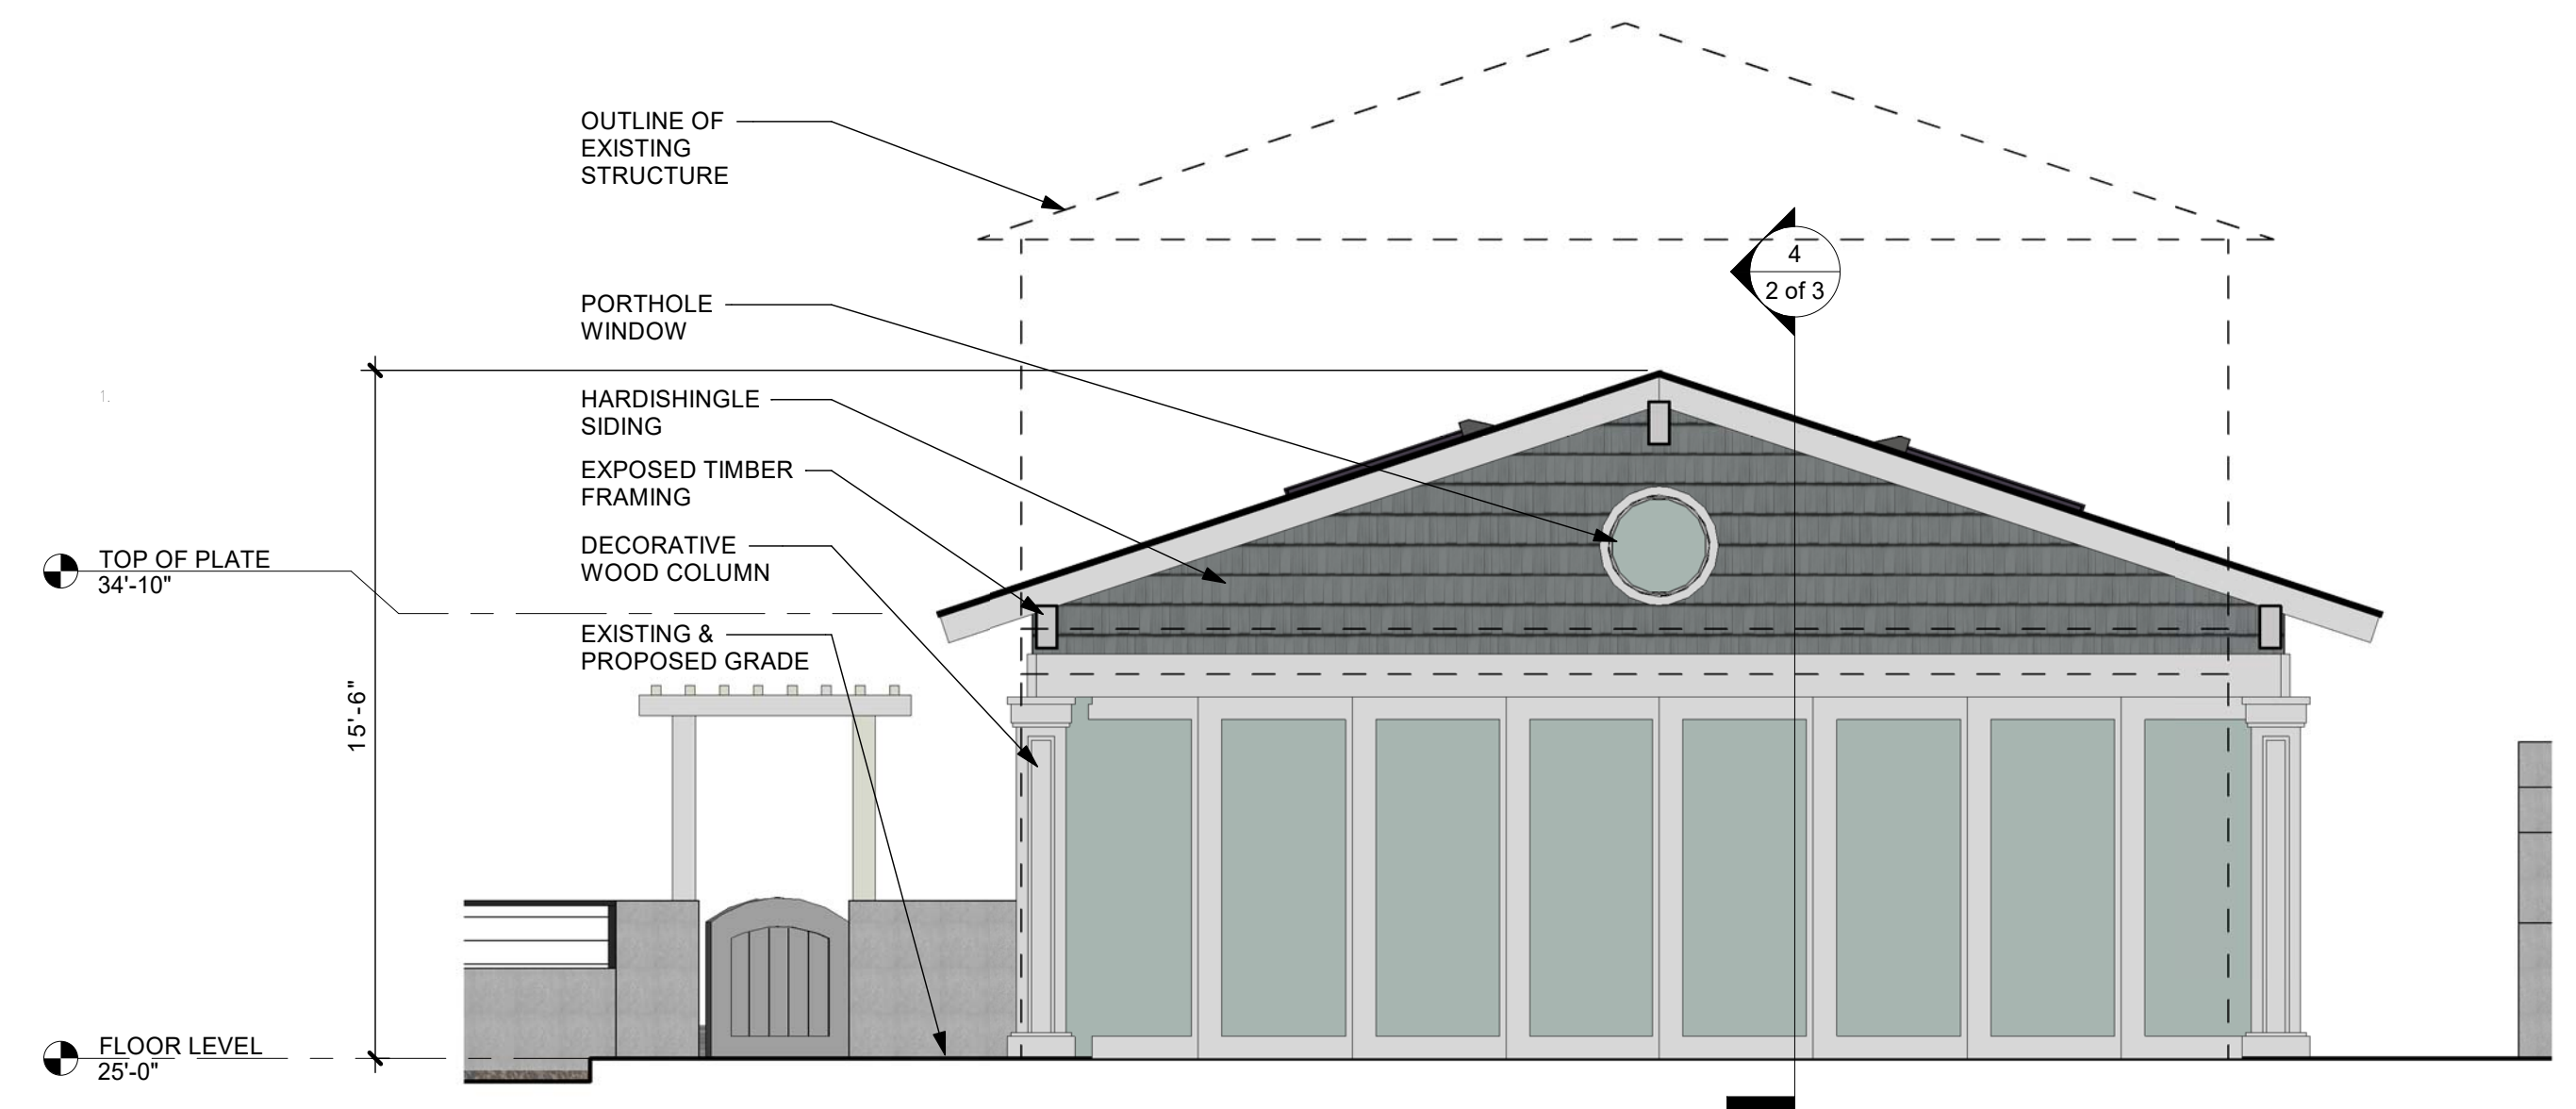 OUTLINE OF
EXISTING
STRUCTURE
4
2 of 3
PORTHOLE
WINDOW
1.
HARDISHINGLE
SIDING
EXPOSED TIMBER
FRAMING
DECORATIVE
WOOD COLUMN
TOP OF PLATE
34'-10"
EXISTING &
PROPOSED GRADE
15'-6"
FLOOR LEVEL
25'-0"